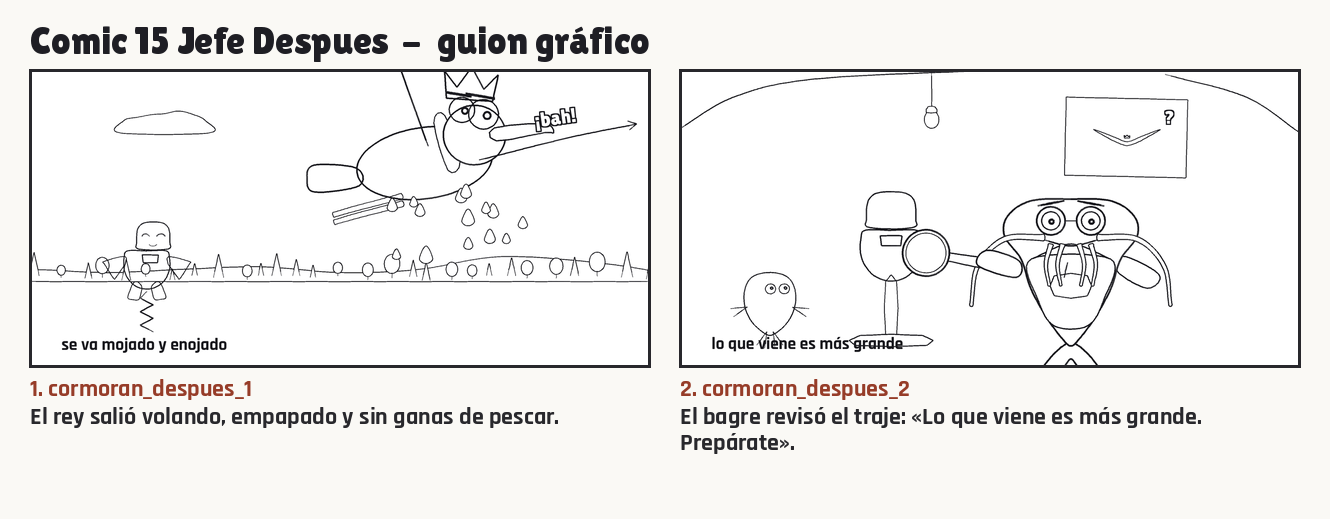 Comic 15 Jefe Despues – guion gráfico
¡bah!
se va mojado y enojado
1. cormoran_despues_1
El rey salió volando, empapado y sin ganas de pescar.
?
lo que viene es más grande
2. cormoran_despues_2
El bagre revisó el traje: «Lo que viene es más grande.
Prepárate».